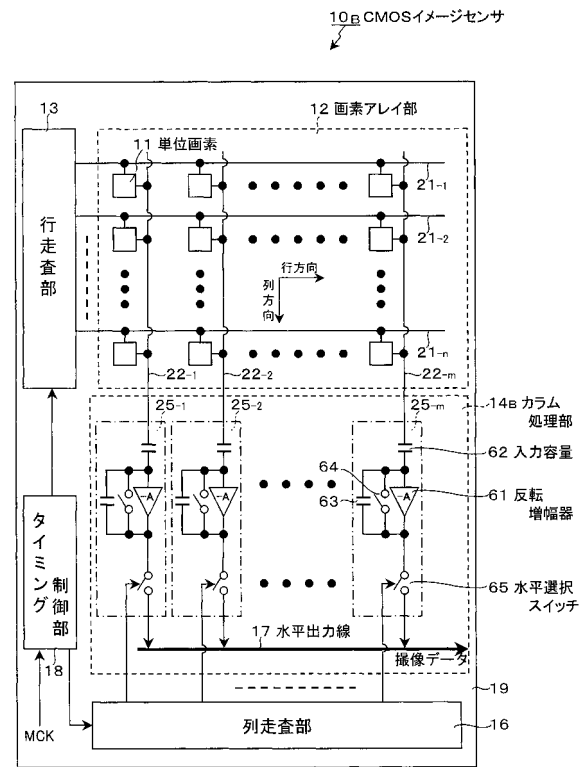 10B CMOSイメージセンサ
13
行走査部
12 画素アレイ部
11 単位画素
21-1
21-2
行方向
列方向
21-n
22-1
22-2
22-m
25-1
25-2
25-m
14B カラム
処理部
62 入力容量
64
63
61 反転
増幅器
-A
-A
-A
65 水平選択
スイッチ
タイミング
制御部
18
17 水平出力線
撮像データ
19
MCK
列走査部
16